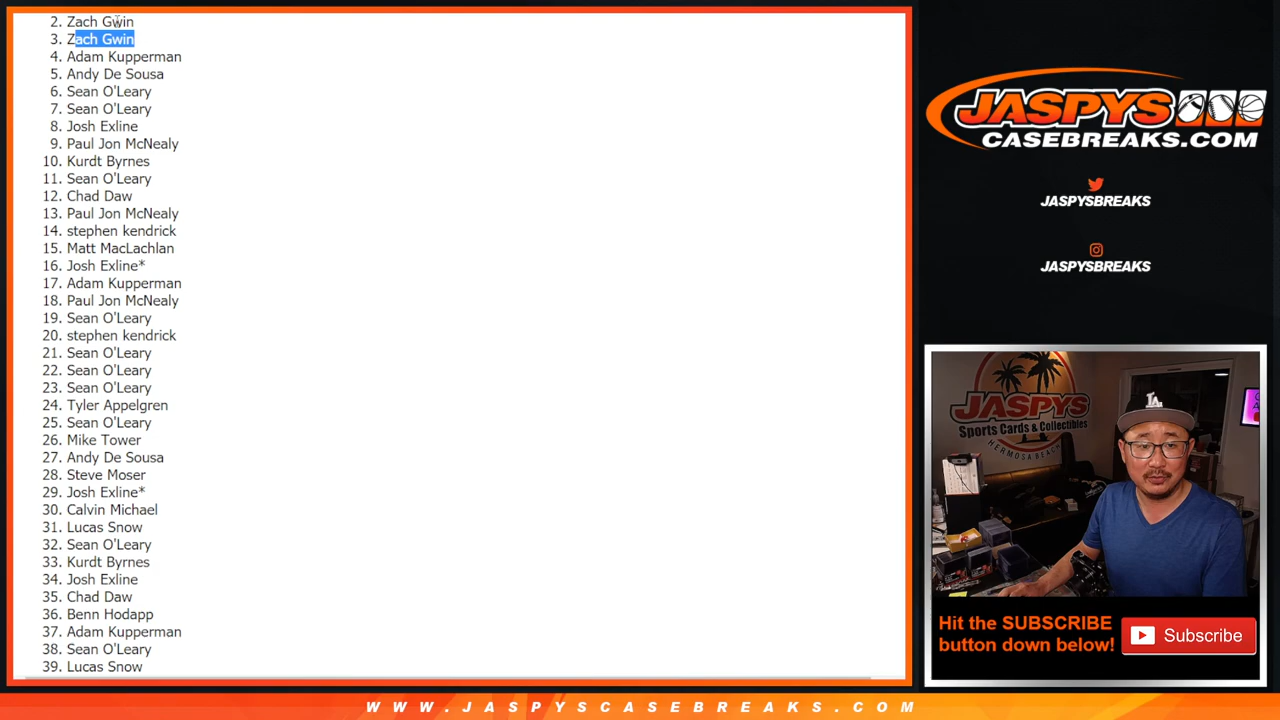 2. Zach Gwin
3. Zach Gwin
4. Adam Kupperman
5. Andy De Sousa
6. Sean O'Leary
7. Sean O'Leary
8. Josh Exline
9. Paul Jon McNealy
10. Kurdt Byrnes
11. Sean O'Leary
12. Chad Daw
13. Paul Jon McNealy
14. stephen kendrick
15. Matt MacLachlan
16. Josh Exline*
17. Adam Kupperman
18. Paul Jon McNealy
19. Sean O'Leary
20. stephen kendrick
21. Sean O'Leary
22. Sean O'Leary
23. Sean O'Leary
24. Tyler Appelgren
25. Sean O'Leary
26. Mike Tower
27. Andy De Sousa
28. Steve Moser
29. Josh Exline*
30. Calvin Michael
31. Lucas Snow
32. Sean O'Leary
33. Kurdt Byrnes
34. Josh Exline
35. Chad Daw
36. Benn Hodapp
37. Adam Kupperman
38. Sean O'Leary
39. Lucas Snow
JASPYS
CASEBREAKS.COM
JASPYSBREAKS
JASPYSBREAKS
JASPYS
Sports Cards & Collectibles
HERMOSA BEACH
LA
Hit the SUBSCRIBE
button down below!
Subscribe
WWW.JASPYSCASEBREAKS.COM